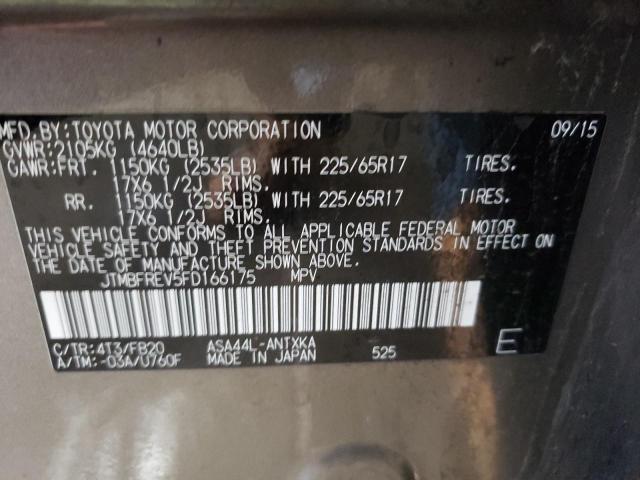 MFD.BY:TOYOTA MOTOR CORPORATION 09/15
GVWR:2105KG (4640LB)
GAWR:FRT. 1150KG (2535LB) WITH 225/65R17 TIRES.
17X6 1/2J RIMS.
RR. 1150KG (2535LB) WITH 225/65R17 TIRES.
17X6 1/2J RIMS.
THIS VEHICLE CONFORMS TO ALL APPLICABLE FEDERAL MOTOR
VEHICLE SAFETY AND THEFT PREVENTION STANDARDS IN EFFECT ON
THE DATE OF MANUFACTURE SHOWN ABOVE.
JTMBFREV5FD166175 MPV
C/TR:4T3/FB20 ASA44L-ANTXKA
A/TM:-03A/U760F MADE IN JAPAN 525 E